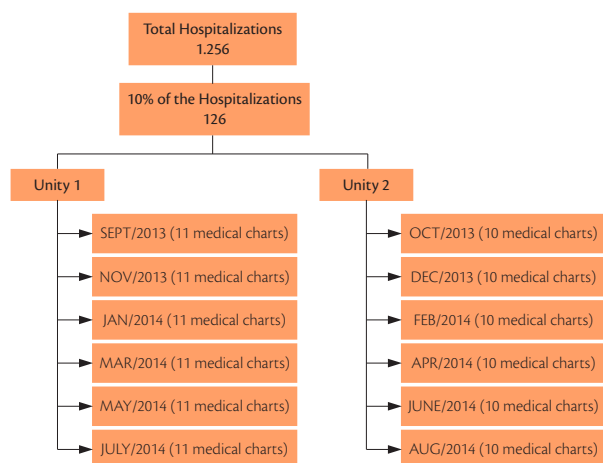 Total Hospitalizations
1.256
10% of the Hospitalizations
126
Unity 1
SEPT/2013 (11 medical charts)
NOV/2013 (11 medical charts)
JAN/2014 (11 medical charts)
MAR/2014 (11 medical charts)
MAY/2014 (11 medical charts)
JULY/2014 (11 medical charts)
Unity 2
OCT/2013 (10 medical charts)
DEC/2013 (10 medical charts)
FEB/2014 (10 medical charts)
APR/2014 (10 medical charts)
JUNE/2014 (10 medical charts)
AUG/2014 (10 medical charts)